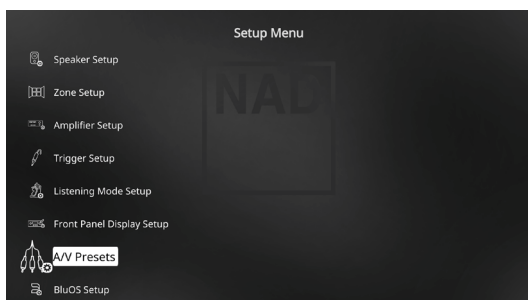 Setup Menu
Speaker Setup
NAD
Zone Setup
Amplifier Setup
Trigger Setup
Listening Mode Setup
Front Panel Display Setup
A/V Presets
BluOS Setup